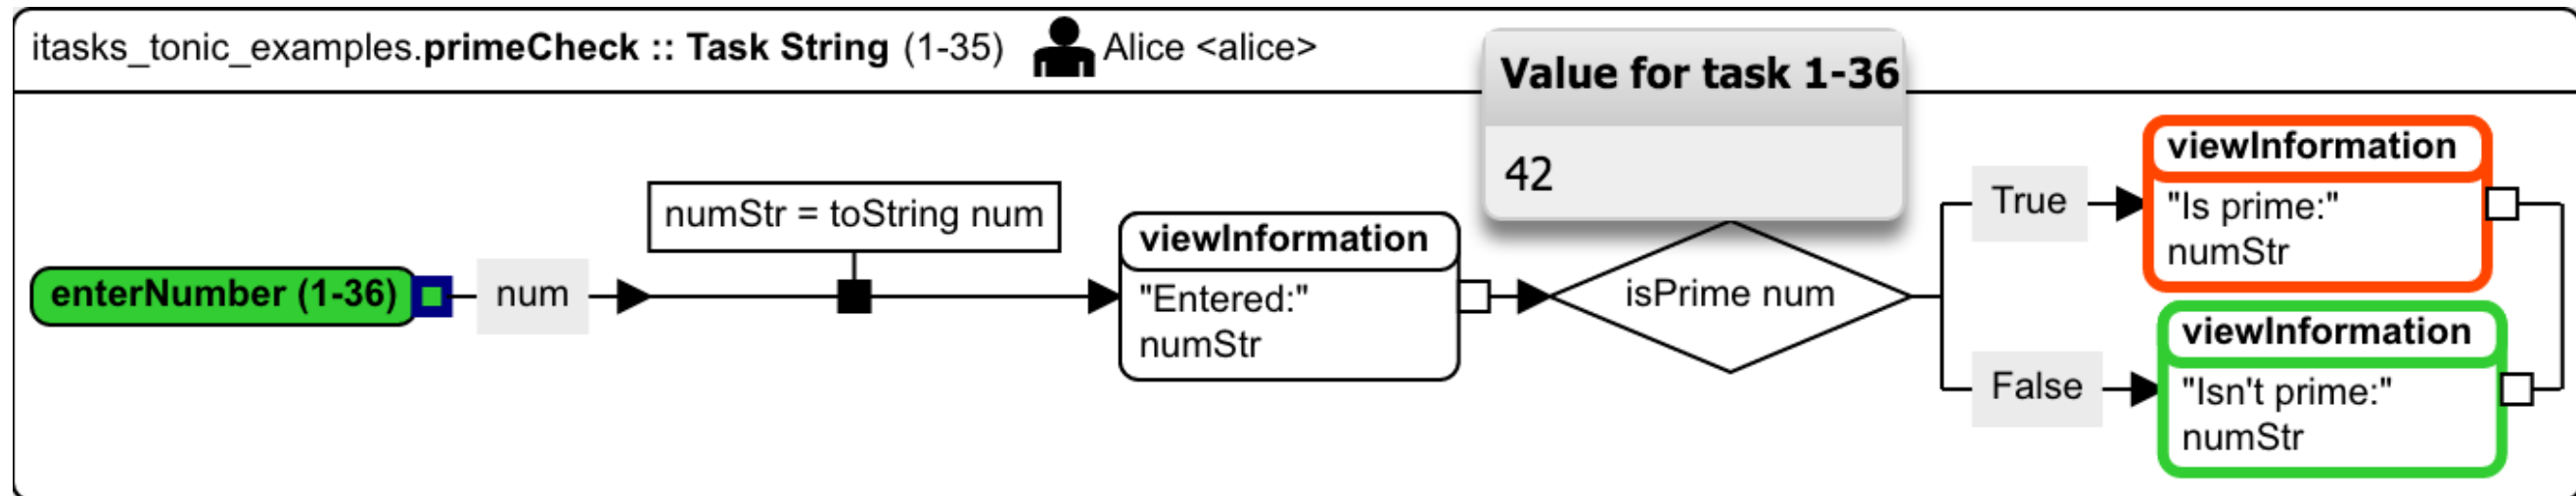 itasks_tonic_examples.primeCheck :: Task String (1-35) Alice <alice>
Value for task 1-36
42
enterNumber (1-36)
num
numStr = toString num
viewInformation
"Entered:"
numStr
isPrime num
True
viewInformation
"Is prime:"
numStr
False
viewInformation
"Isn't prime:"
numStr